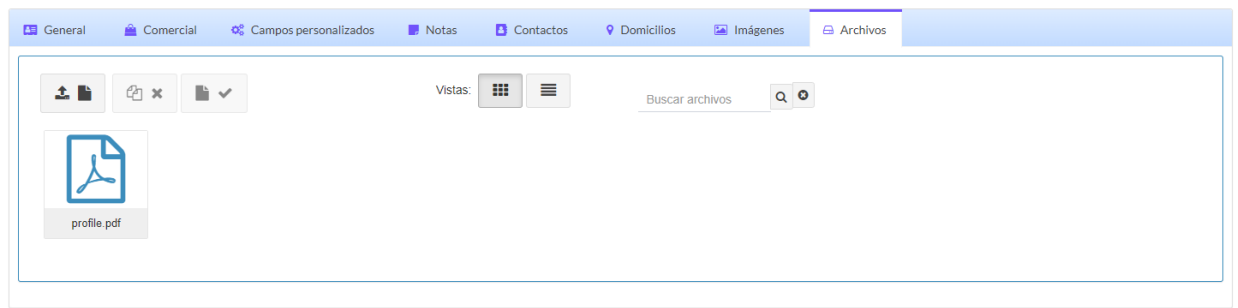 General Comercial Campos personalizados Notas Contactos Domicilios Imágenes Archivos
Vistas: Buscar archivos
profile.pdf